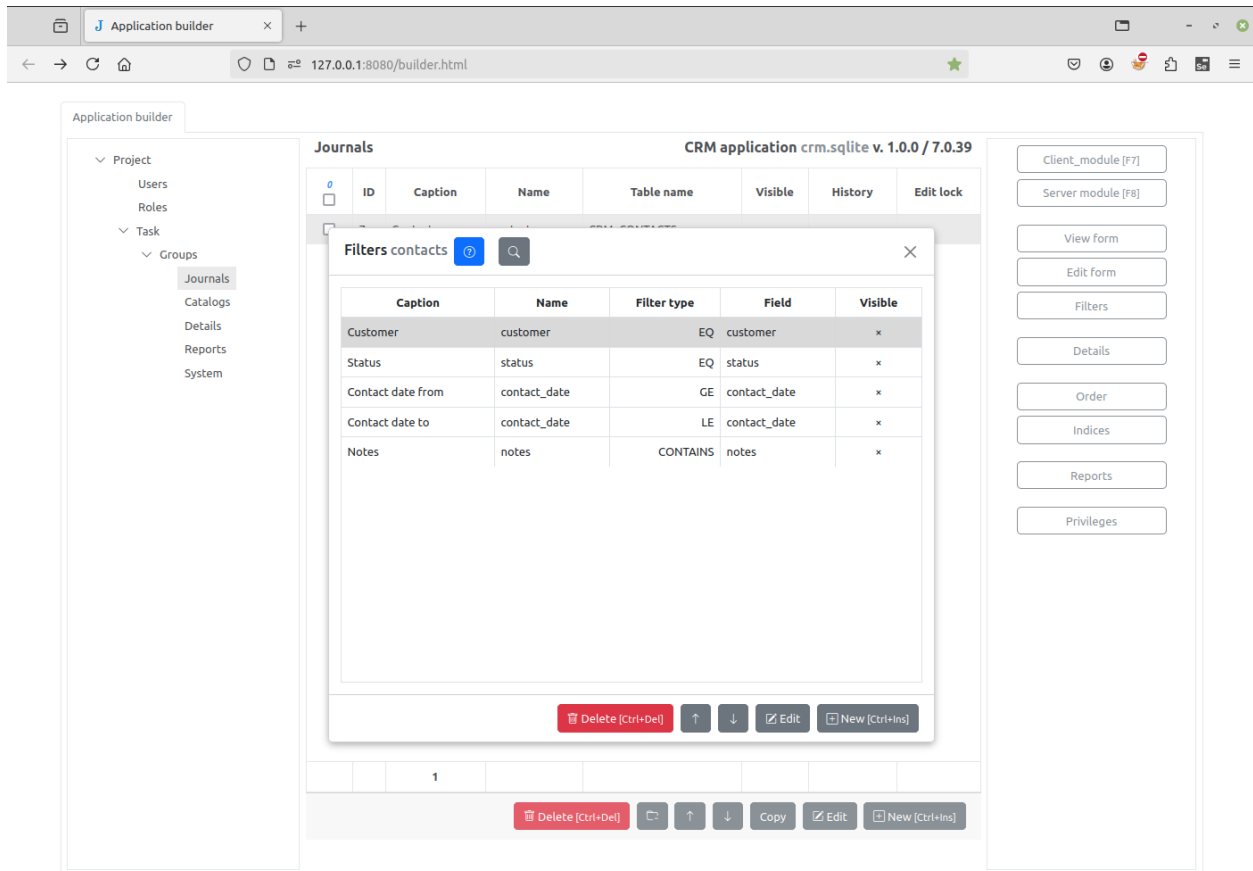 Application builder
127.0.0.1:8080/builder.html
Application builder
Project
Users
Roles
Task
Groups
Journals
Catalogs
Details
Reports
System
Journals
CRM application crm.sqlite v. 1.0.0 / 7.0.39
0 ID Caption Name Table name Visible History Edit lock
Filters contacts
Caption Name Filter type Field Visible
Customer customer EQ customer ×
Status status EQ status ×
Contact date from contact_date GE contact_date ×
Contact date to contact_date LE contact_date ×
Notes notes CONTAINS notes ×
Delete [Ctrl+Del] ↑ ↓ Edit New [Ctrl+Ins]
1
Delete [Ctrl+Del] ↑ ↓ Copy Edit New [Ctrl+Ins]
Client_module [F7]
Server module [F8]
View form
Edit form
Filters
Details
Order
Indices
Reports
Privileges